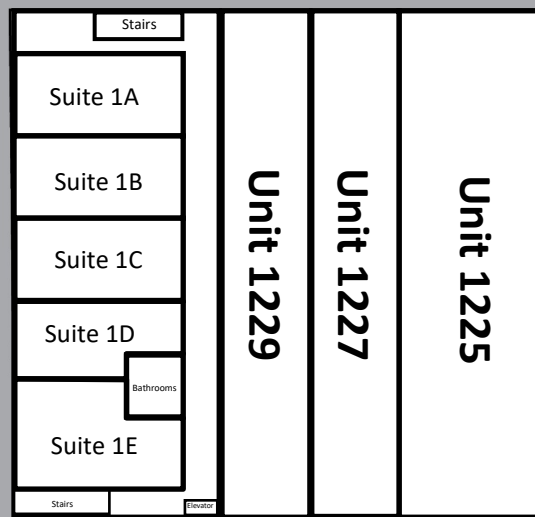 Stairs
Suite 1A
Suite 1B
Suite 1C
Suite 1D
Bathrooms
Suite 1E
Stairs
Elevator
Unit 1229
Unit 1227
Unit 1225